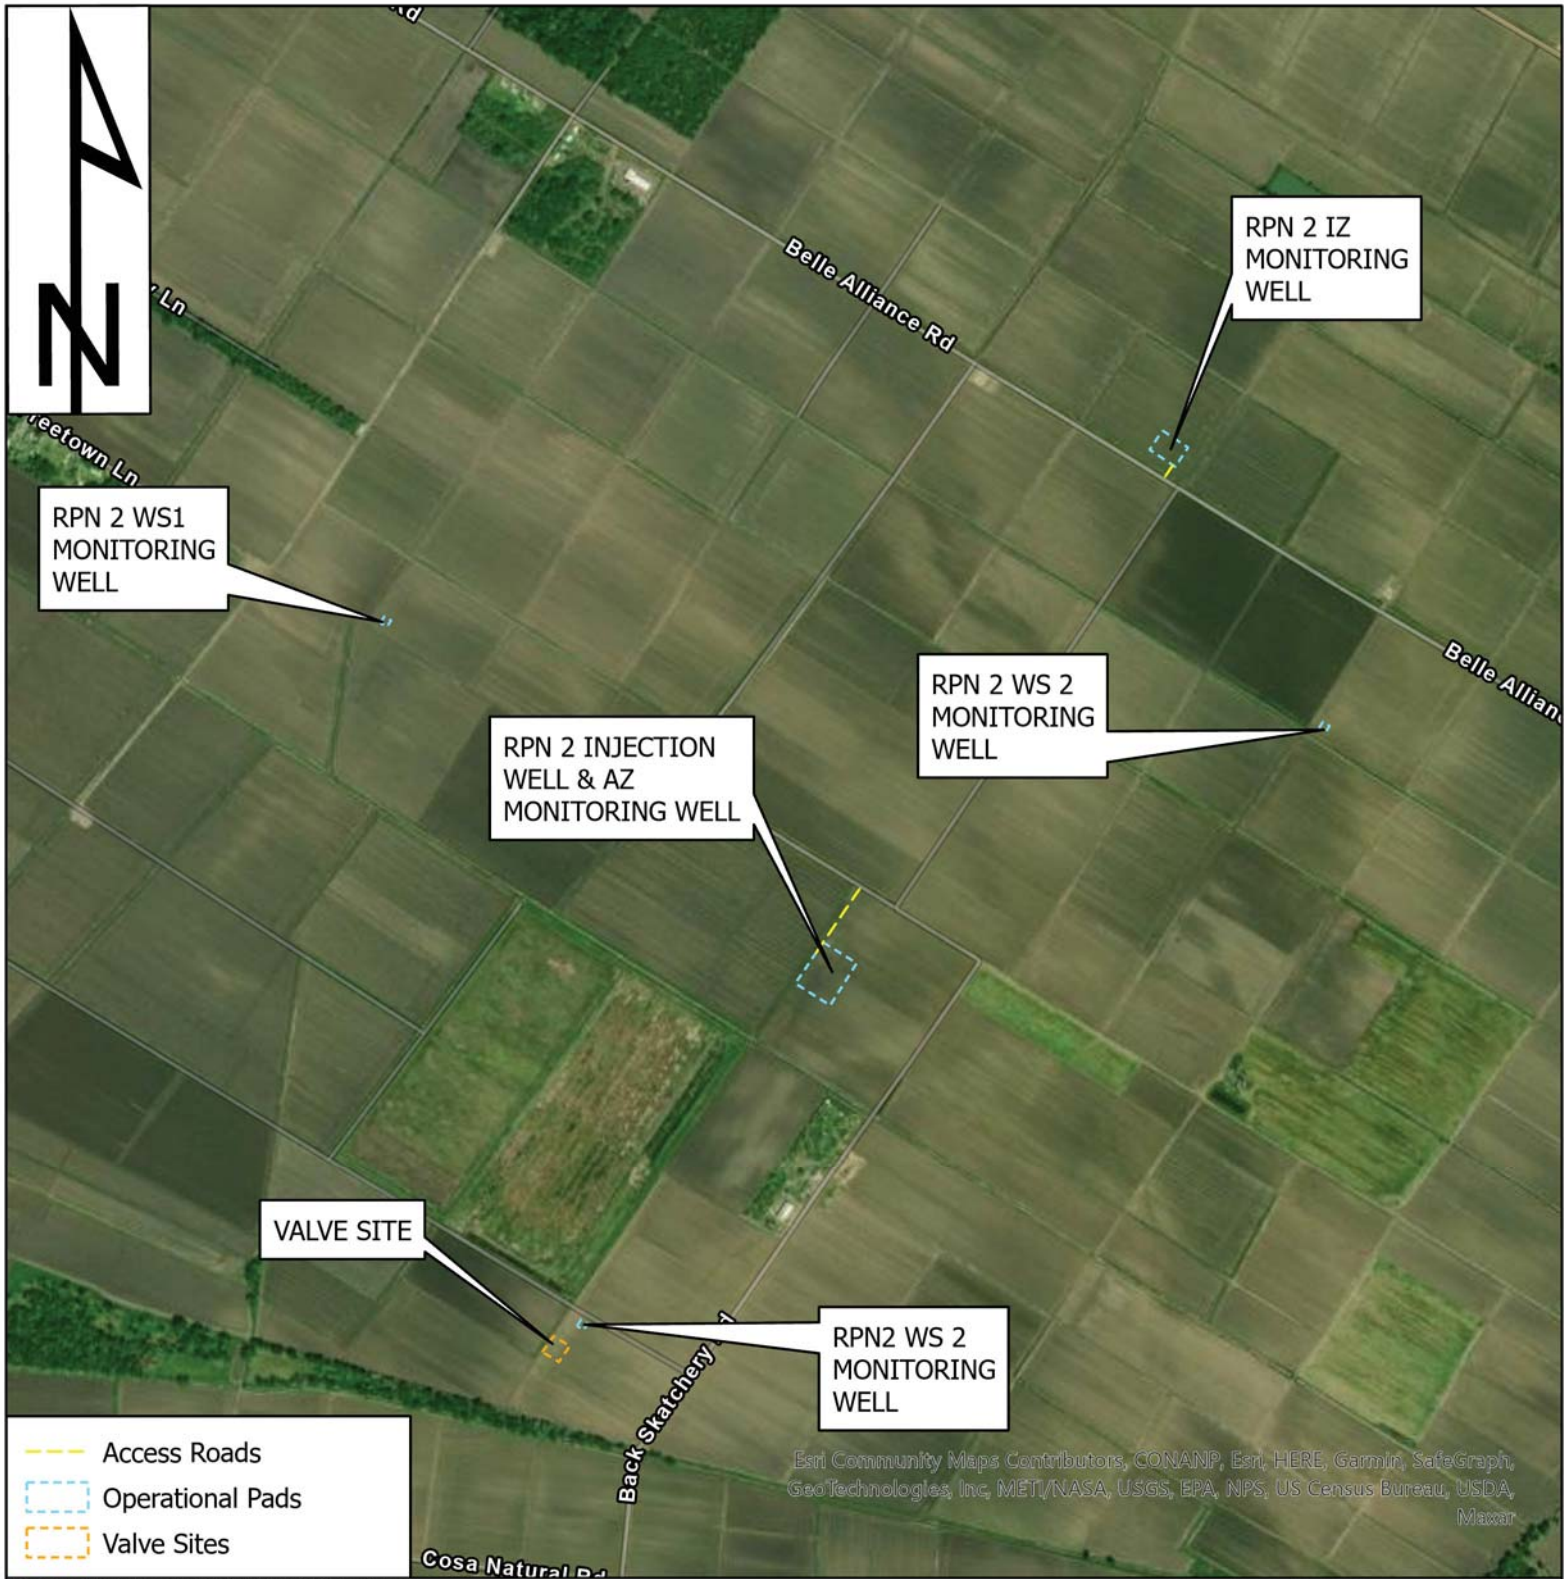 Rd
N
Ln
reetown Ln
Belle Alliance Rd
RPN 2 IZ
MONITORING
WELL
RPN 2 WS1
MONITORING
WELL
Belle Allianc
RPN 2 WS 2
MONITORING
WELL
RPN 2 INJECTION
WELL & AZ
MONITORING WELL
VALVE SITE
RPN2 WS 2
MONITORING
WELL
Back Skatchery Rd
Access Roads
Operational Pads
Valve Sites
Esri Community Maps Contributors, CONANP, Esri, HERE, Garmin, SafeGraph,
GeoTechnologies, Inc, METI/NASA, USGS, EPA, NPS, US Census Bureau, USDA,
Maxar
Cosa Natural Rd